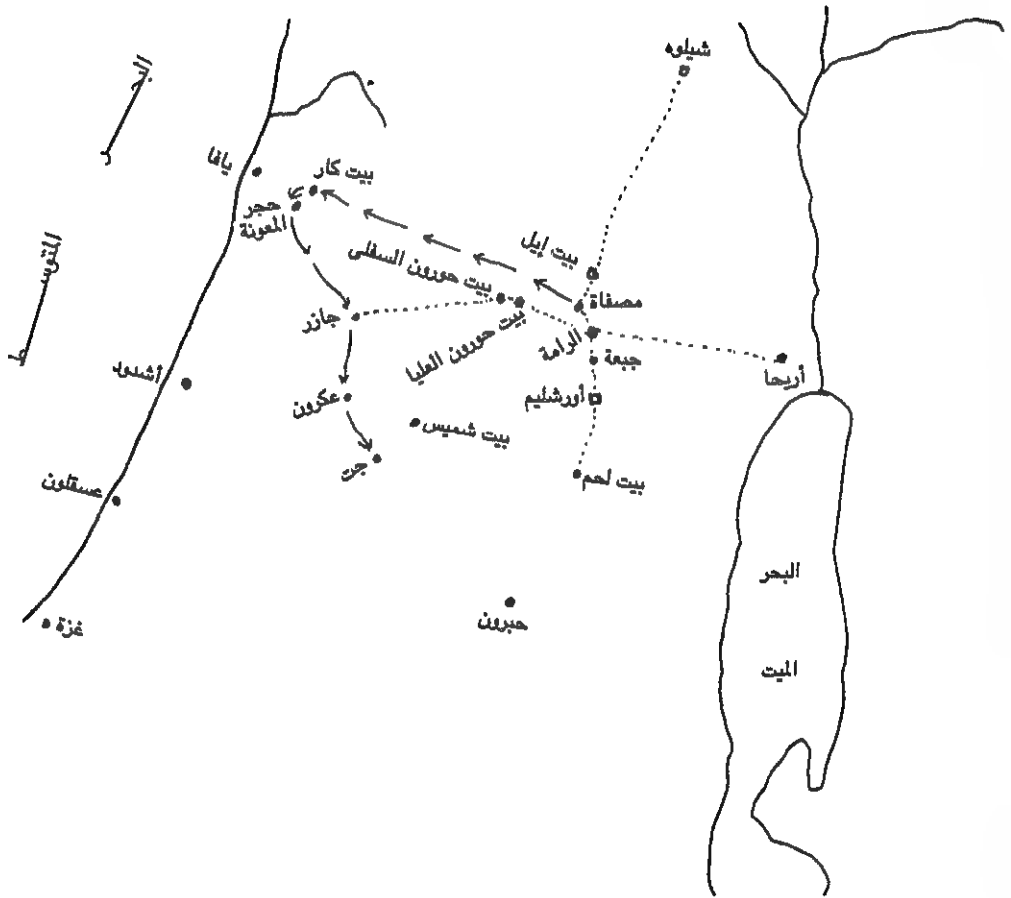 شيلوه
البحر
المتوسط
يافا
بيت كار
حجر
المعونة
بيت إيل
مصفاة
بيت حورون السفلى
بيت حورون العليا
الرامة
جازر
جبعة
أريحا
أشدود
عكرون
أورشليم
بيت شميس
جت
بيت لحم
عسقلون
البحر
الميت
حبرون
غزة